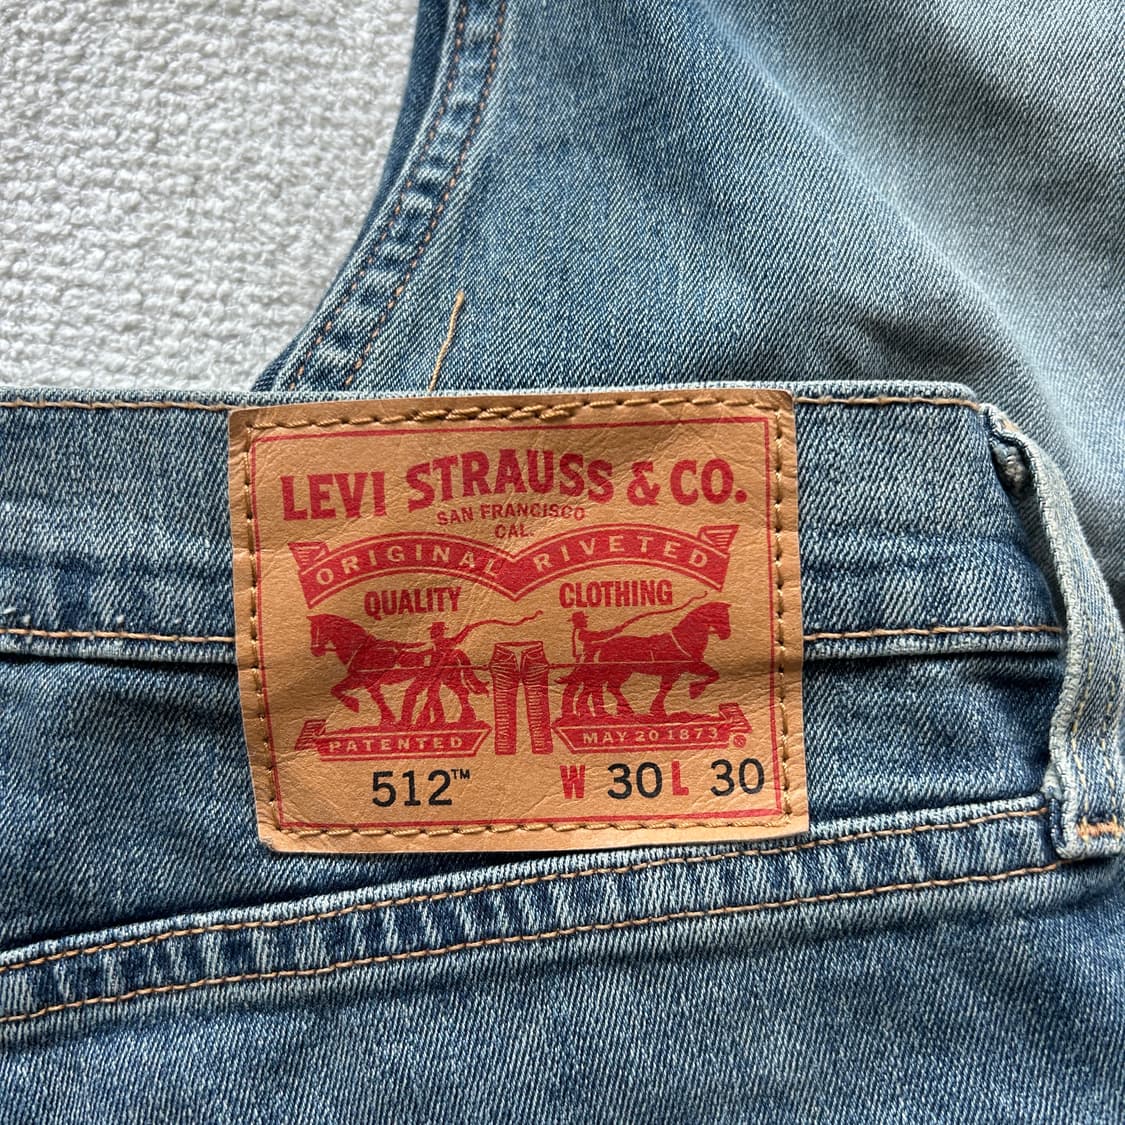 LEVI STRAUSS & CO.
SAN FRANCISCO
CAL.
ORIGINAL RIVETED
QUALITY CLOTHING
PATENTED MAY 20 1873 ®
512™ W 30 L 30